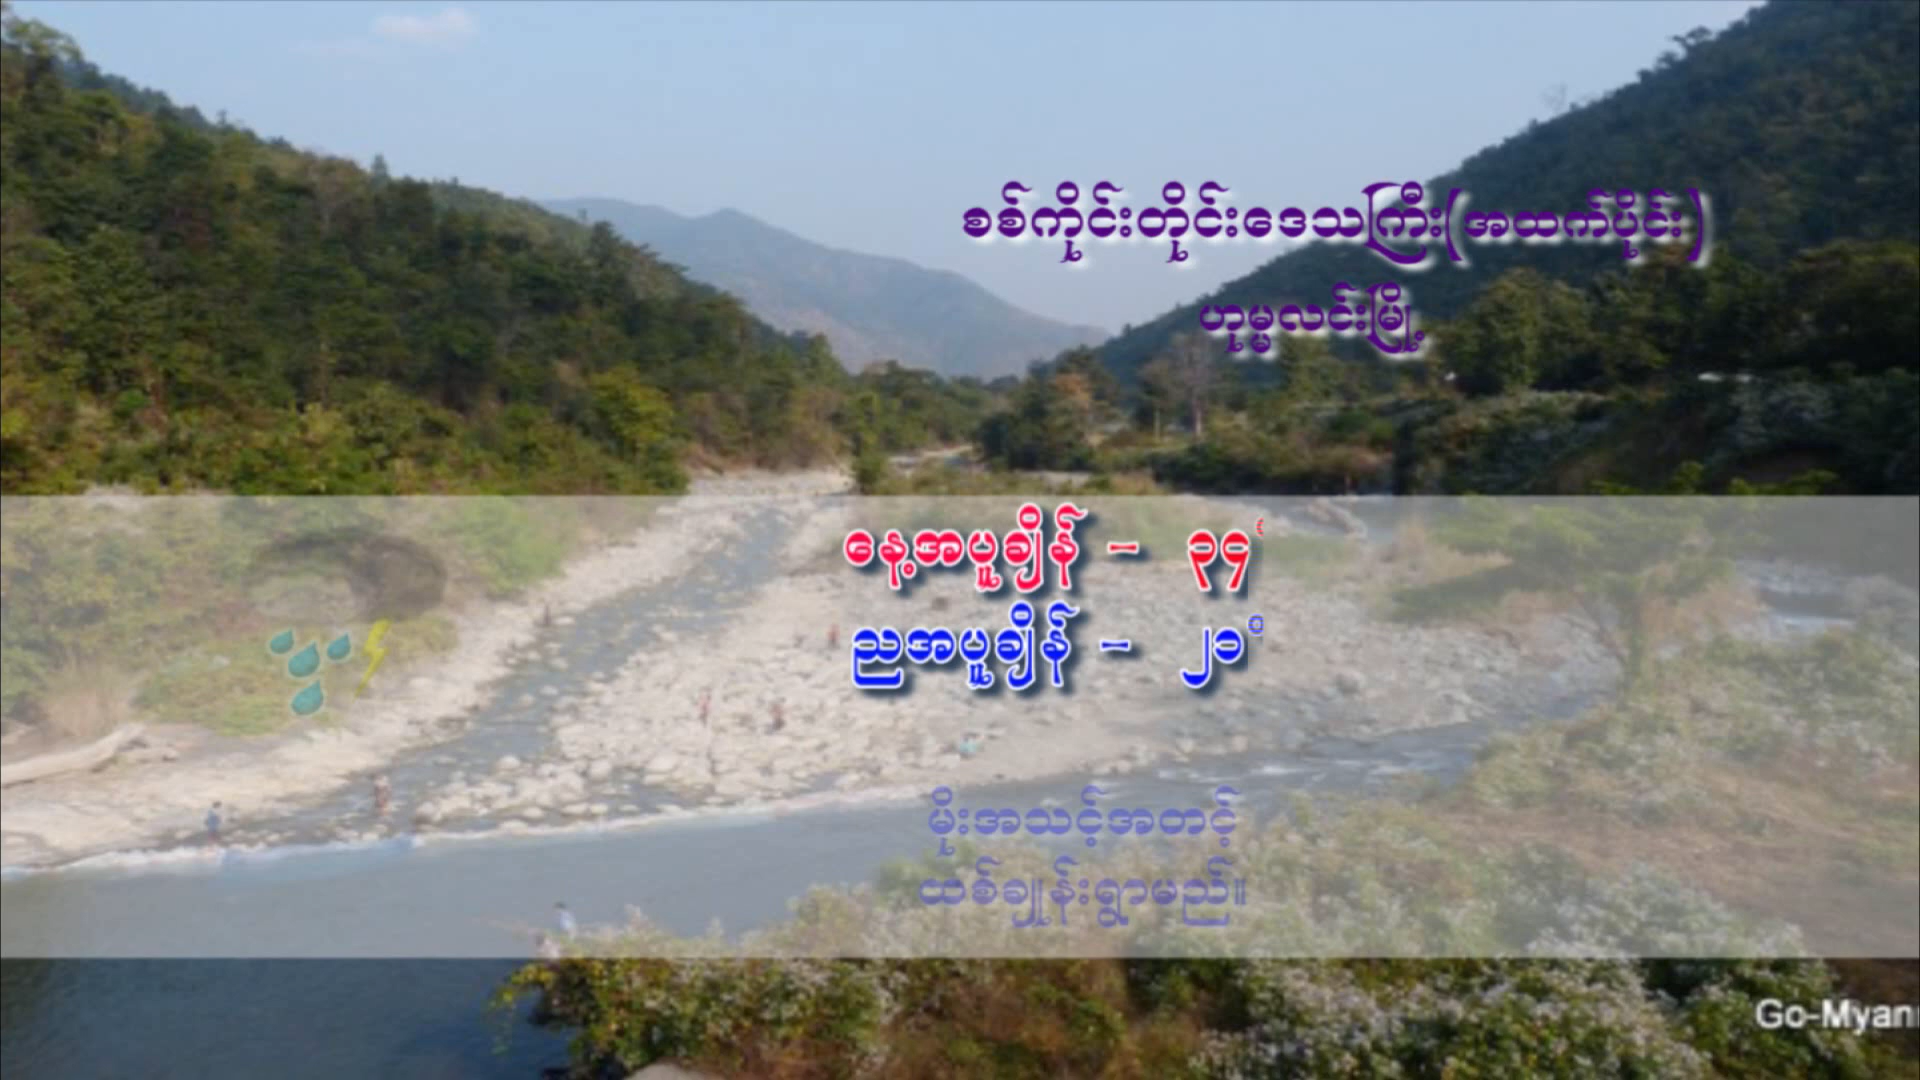 စစ်ကိုင်းတိုင်းဒေသကြီး(အထက်ပိုင်း)
ဟုမ္မလင်းမြို့
နေ့အပူချိန် - ၃၄
ညအပူချိန် - ၂၁°
မိုးအသင့်အတင့်
ထစ်ချုန်းရွာမည်။
Go-Myan